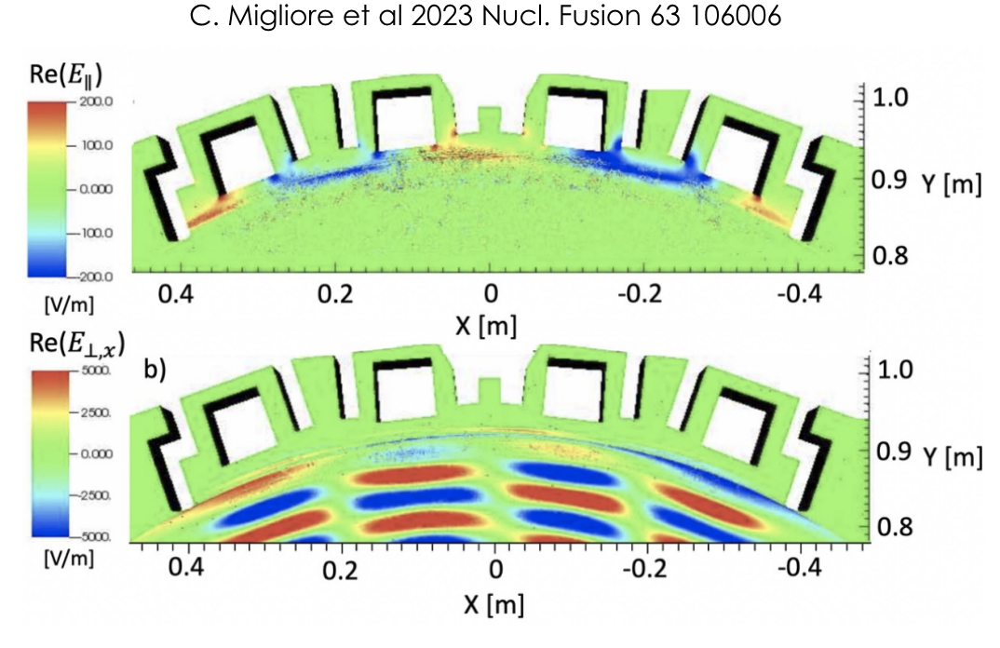 C. Migliore et al 2023 Nucl. Fusion 63 106006
Re(E∥)
200.0
100.0
0.000
-100.0
-200.0
[V/m]
1.0
0.9
0.8
Y [m]
0.4 0.2 0 -0.2 -0.4
X [m]
Re(E⊥,x)
b)
5000.
2500.
0.000
-2500.
-5000.
[V/m]
1.0
0.9
0.8
Y [m]
0.4 0.2 0 -0.2 -0.4
X [m]